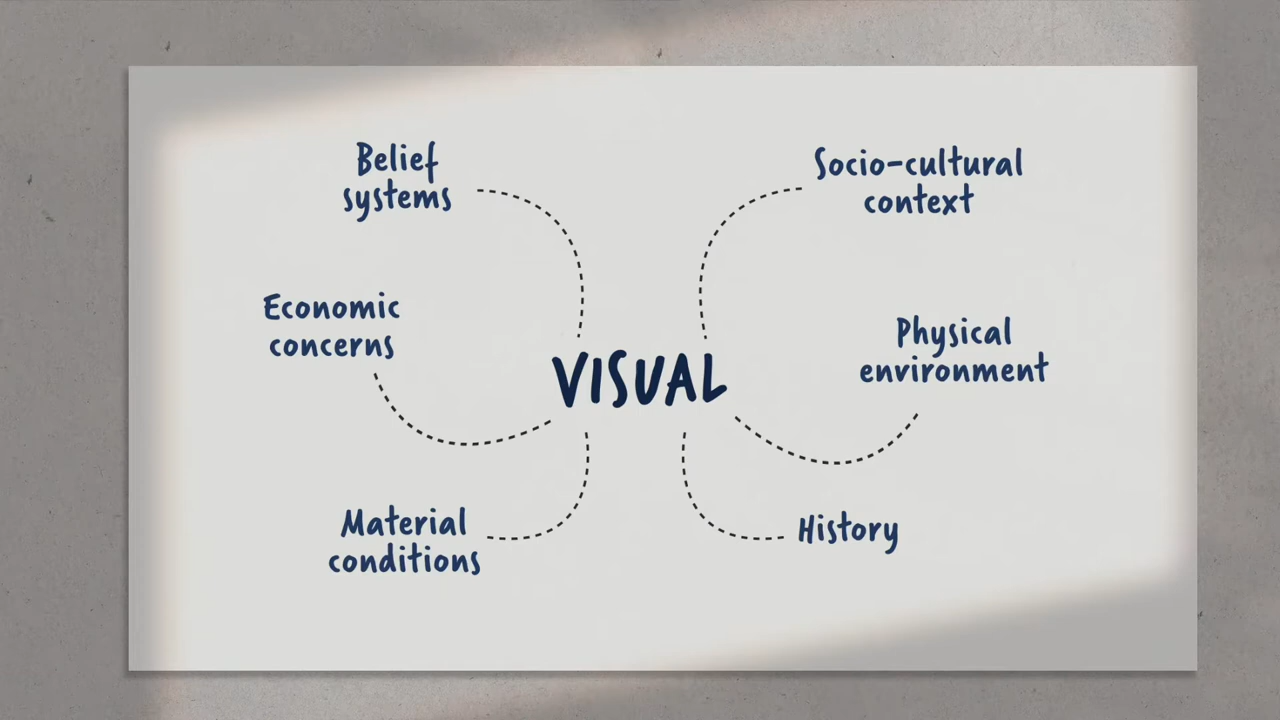 Belief
systems
Socio-cultural
context
Economic
concerns
Physical
environment
VISUAL
Material
conditions
History